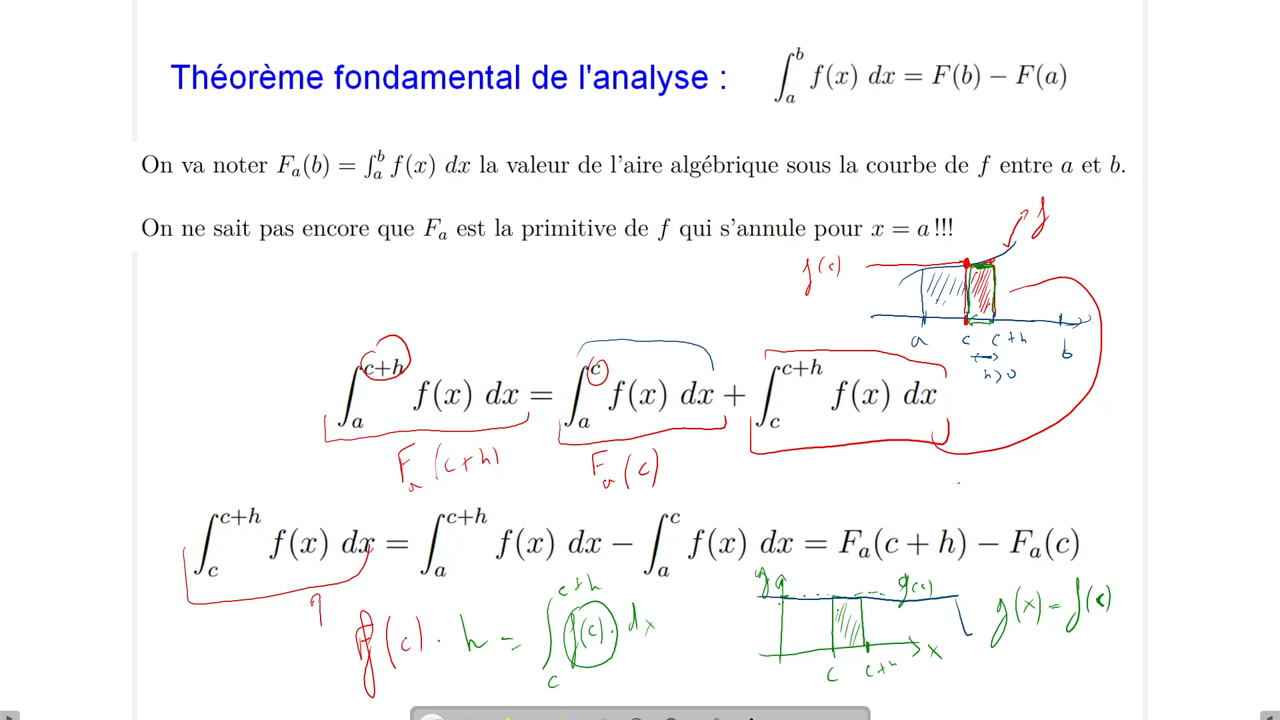 Théorème fondamental de l'analyse : ∫_a^b f(x) dx = F(b) − F(a)
On va noter F_a(b) = ∫_a^b f(x) dx la valeur de l'aire algébrique sous la courbe de f entre a et b.
On ne sait pas encore que F_a est la primitive de f qui s'annule pour x = a !!!
f
f(c)
a c c+h b
h>0
∫_a^{c+h} f(x) dx = ∫_a^c f(x) dx + ∫_c^{c+h} f(x) dx
F_a(c+h) F_a(c)
∫_c^{c+h} f(x) dx = ∫_a^{c+h} f(x) dx − ∫_a^c f(x) dx = F_a(c + h) − F_a(c)
f(c) · h = ∫_c^{c+h} f(c) · dx
g(c) g(x) = f(c)
c c+h x